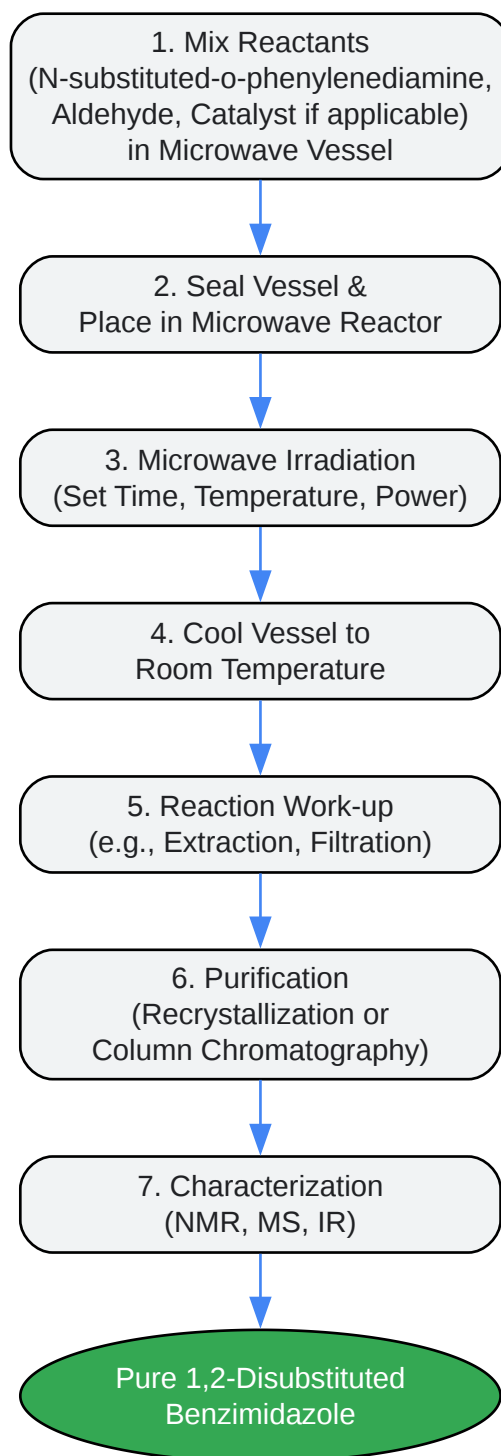 1. Mix Reactants
(N-substituted-o-phenylenediamine,
Aldehyde, Catalyst if applicable)
in Microwave Vessel
2. Seal Vessel &
Place in Microwave Reactor
3. Microwave Irradiation
(Set Time, Temperature, Power)
4. Cool Vessel to
Room Temperature
5. Reaction Work-up
(e.g., Extraction, Filtration)
6. Purification
(Recrystallization or
Column Chromatography)
7. Characterization
(NMR, MS, IR)
Pure 1,2-Disubstituted
Benzimidazole